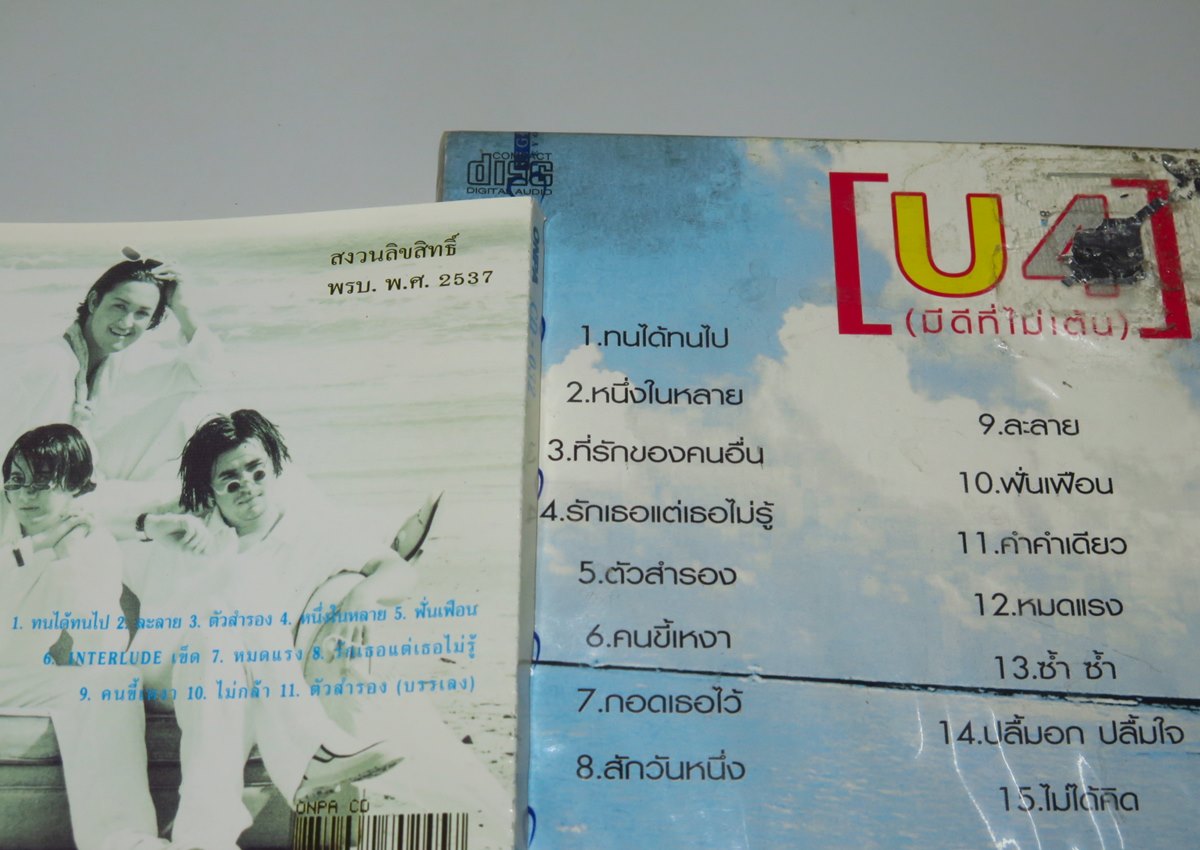 สงวนลิขสิทธิ์
พรบ. พ.ศ. 2537
1. ทนได้ทนไป 2. ละลาย 3. ตัวสำรอง 4. หนึ่งในหลาย 5. ฟั่นเฟือน
6. INTERLUDE เข็ด 7. หมดแรง 8. รักเธอแต่เธอไม่รู้
9. คนขี้เหงา 10. ไม่กล้า 11. ตัวสำรอง (บรรเลง)
ONPA CD
COMPACT
disc
DIGITAL AUDIO
[U4]
(มีดีที่ไม่เต้น)
1.ทนได้ทนไป
2.หนึ่งในหลาย
3.ที่รักของคนอื่น
4.รักเธอแต่เธอไม่รู้
5.ตัวสำรอง
6.คนขี้เหงา
7.กอดเธอไว้
8.สักวันหนึ่ง
9.ละลาย
10.ฟั่นเฟือน
11.คำคำเดียว
12.หมดแรง
13.ซ้ำ ซ้ำ
14.ปลื้มอก ปลื้มใจ
15.ไม่ได้คิด